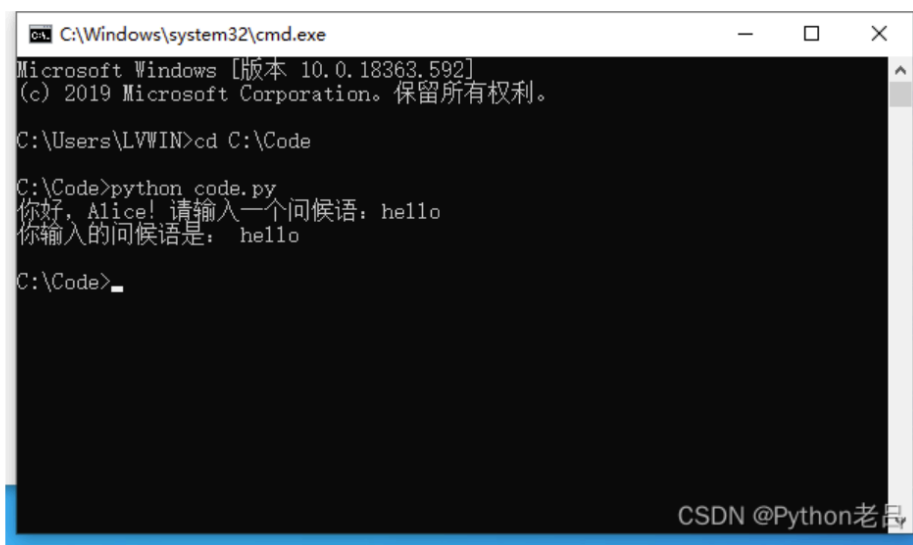 C:\Windows\system32\cmd.exe
Microsoft Windows [版本 10.0.18363.592]
(c) 2019 Microsoft Corporation。保留所有权利。
C:\Users\LVWIN>cd C:\Code
C:\Code>python code.py
你好，Alice! 请输入一个问候语：hello
你输入的问候语是： hello
C:\Code>
CSDN @Python老吕